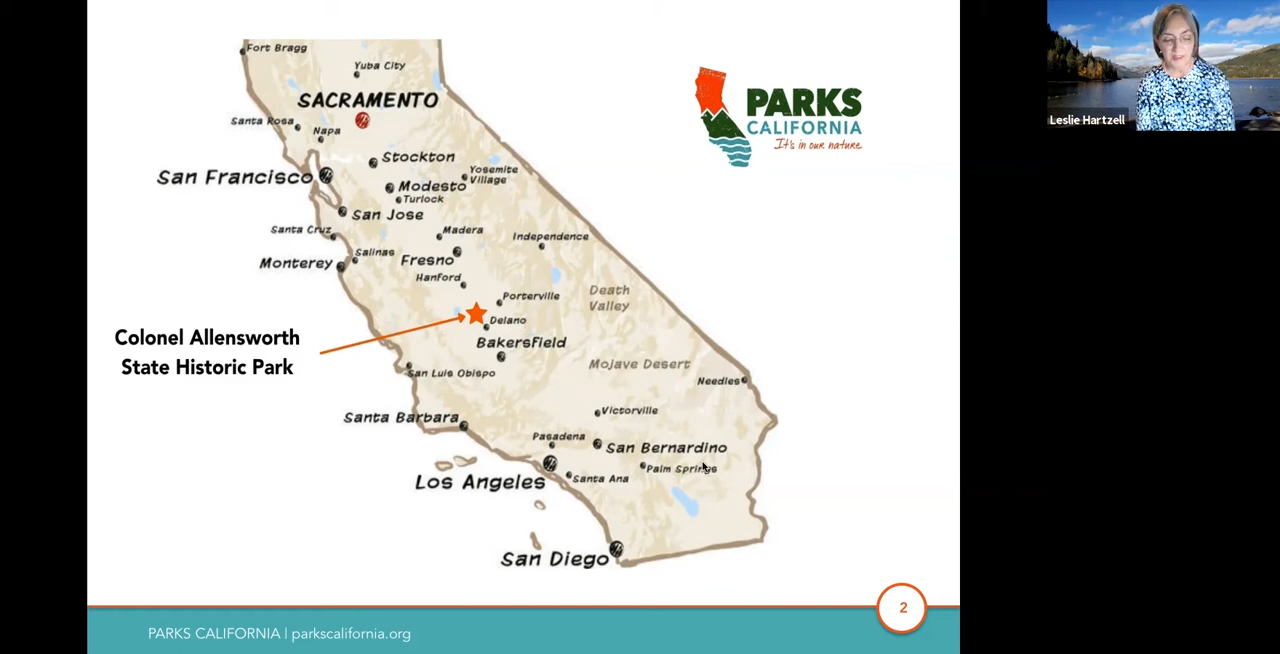 Fort Bragg
Yuba City
SACRAMENTO
Santa Rosa
Napa
Stockton
Yosemite
Village
San Francisco
Modesto
Turlock
San Jose
Santa Cruz
Madera
Independence
Salinas
Monterey
Fresno
Hanford
Death
Valley
Porterville
Delano
Colonel Allensworth
State Historic Park
BakersField
Mojave Desert
San Luis Obispo
Needles
Santa Barbara
Victorville
Pasadena
San Bernardino
Palm Springs
Los Angeles
Santa Ana
San Diego
PARKS
CALIFORNIA
It's in our nature.
2
PARKS CALIFORNIA | parkscalifornia.org
Leslie Hartzell